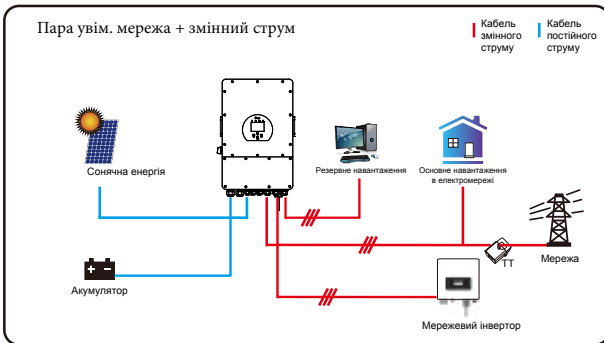 Пара увім. мережа + змінний струм
Кабель
змінного
струму
Кабель
постійного
струму
Сонячна енергія
Резервне навантаження
Основне навантаження
в електромережі
ТТ
Мережа
Акумулятор
Мережевий інвертор